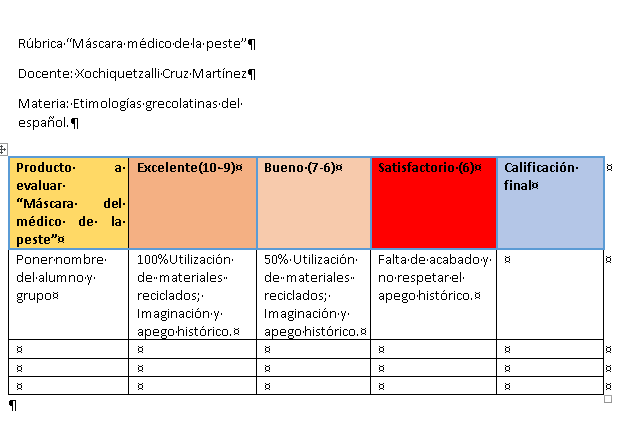 Rúbrica “Máscara médico de la peste”¶
Docente: Xochiquetzalli Cruz Martínez¶
Materia: Etimologías grecolatinas del
español.¶
Producto a
evaluar
“Máscara del
médico de la
peste”¤
Excelente(10-9)¤
Bueno (7-6)¤
Satisfactorio (6)¤
Calificación
final¤
¤
Poner nombre
del alumno y
grupo¤
100%Utilización
de materiales
reciclados;
Imaginación y
apego histórico.¤
50% Utilización
de materiales
reciclados;
Imaginación y
apego histórico.¤
Falta de acabado y
no respetar el
apego histórico.¤
¤
¤
¤ ¤ ¤ ¤ ¤ ¤
¤ ¤ ¤ ¤ ¤ ¤
¤ ¤ ¤ ¤ ¤ ¤
¶